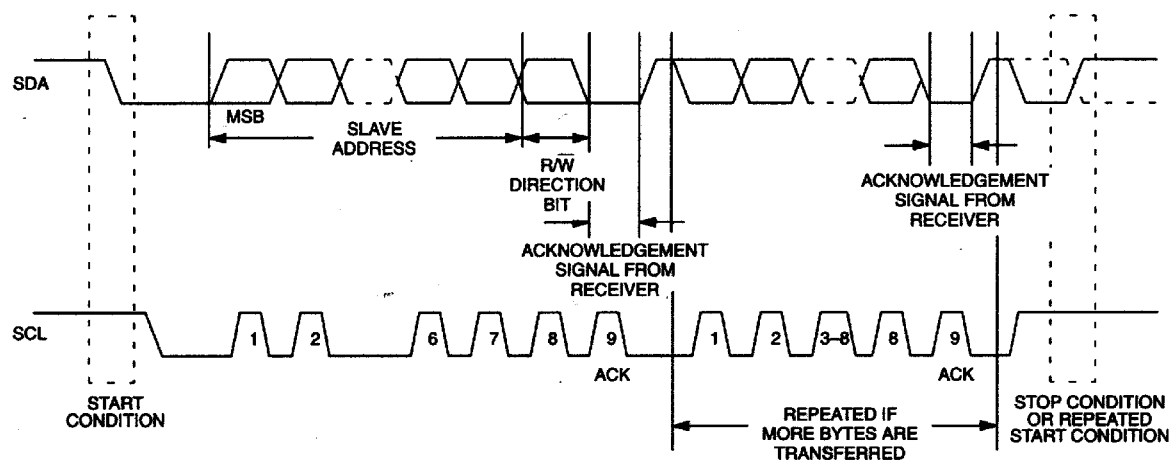 SDA
MSB
SLAVE
ADDRESS
R/W̅
DIRECTION
BIT
ACKNOWLEDGEMENT
SIGNAL FROM
RECEIVER
ACKNOWLEDGEMENT
SIGNAL FROM
RECEIVER
SCL
1 2 6 7 8 9 1 2 3–8 8 9
ACK ACK
START
CONDITION
REPEATED IF
MORE BYTES ARE
TRANSFERRED
STOP CONDITION
OR REPEATED
START CONDITION